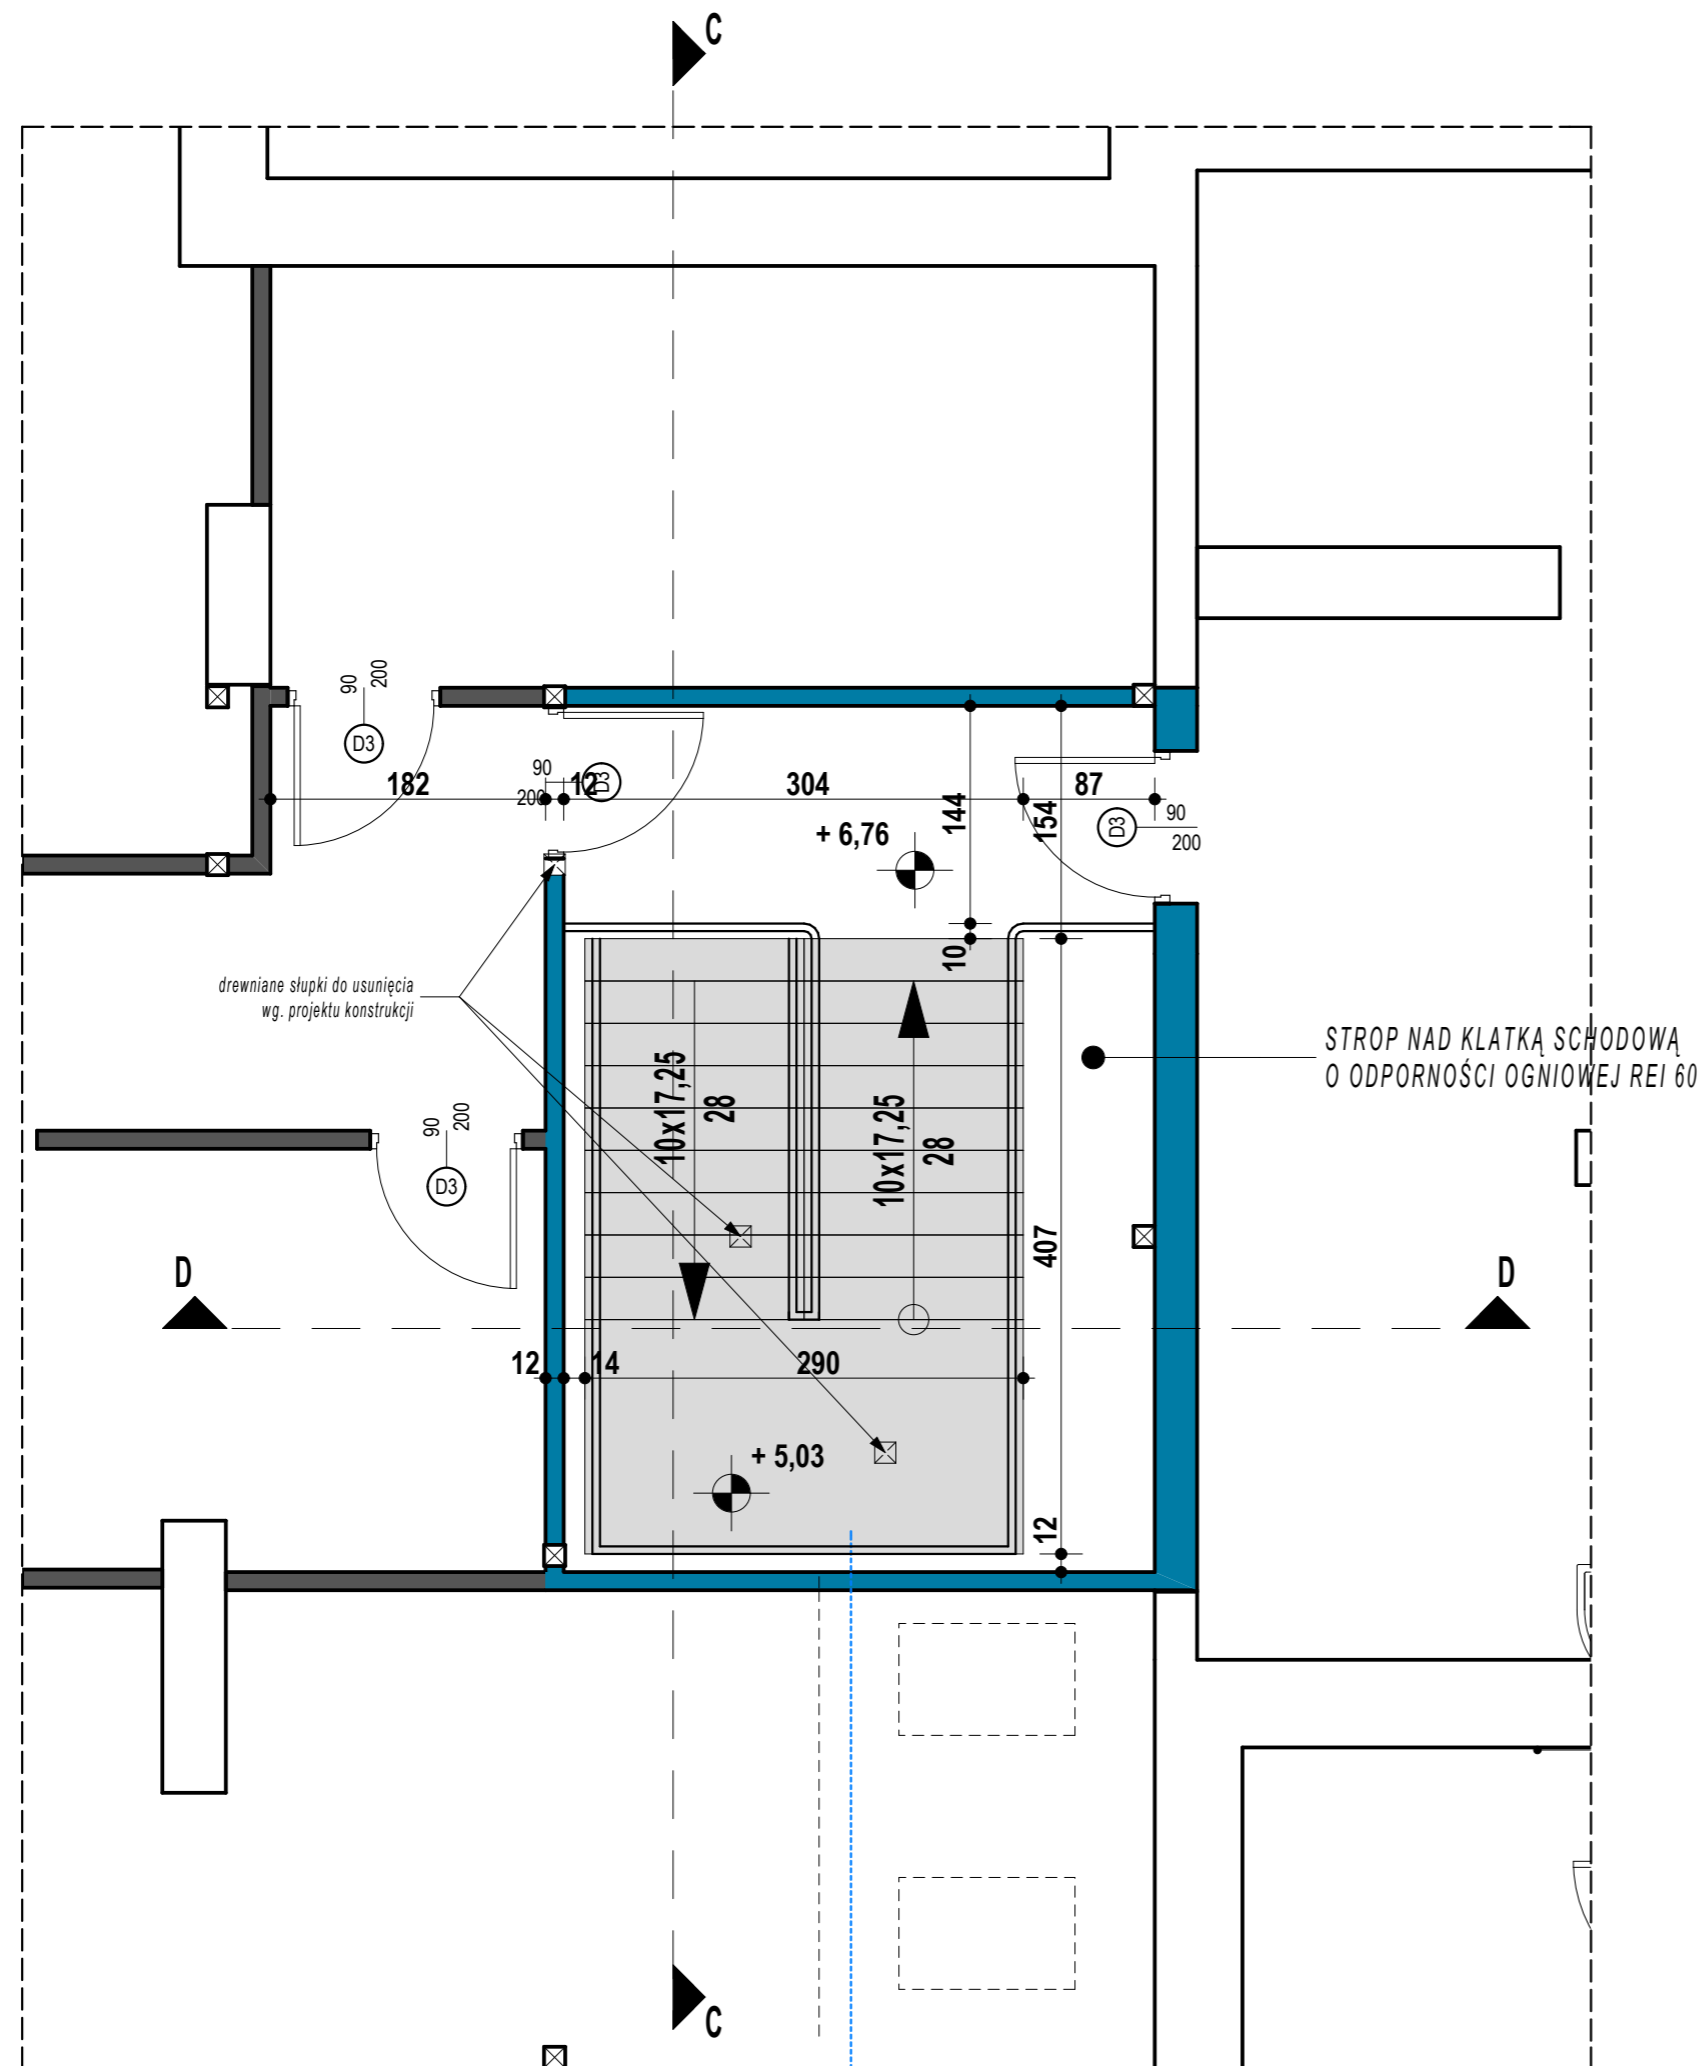 C
90
200
D3
182
90
200
12
D3
304
87
144
154
D3
90
200
+ 6,76
10
drewniane słupki do usunięcia
wg. projektu konstrukcji
STROP NAD KLATKĄ SCHODOWĄ
O ODPORNOŚCI OGNIOWEJ REI 60
10x17,25
28
10x17,25
28
90
200
D3
407
D
D
12
14
290
+ 5,03
12
C